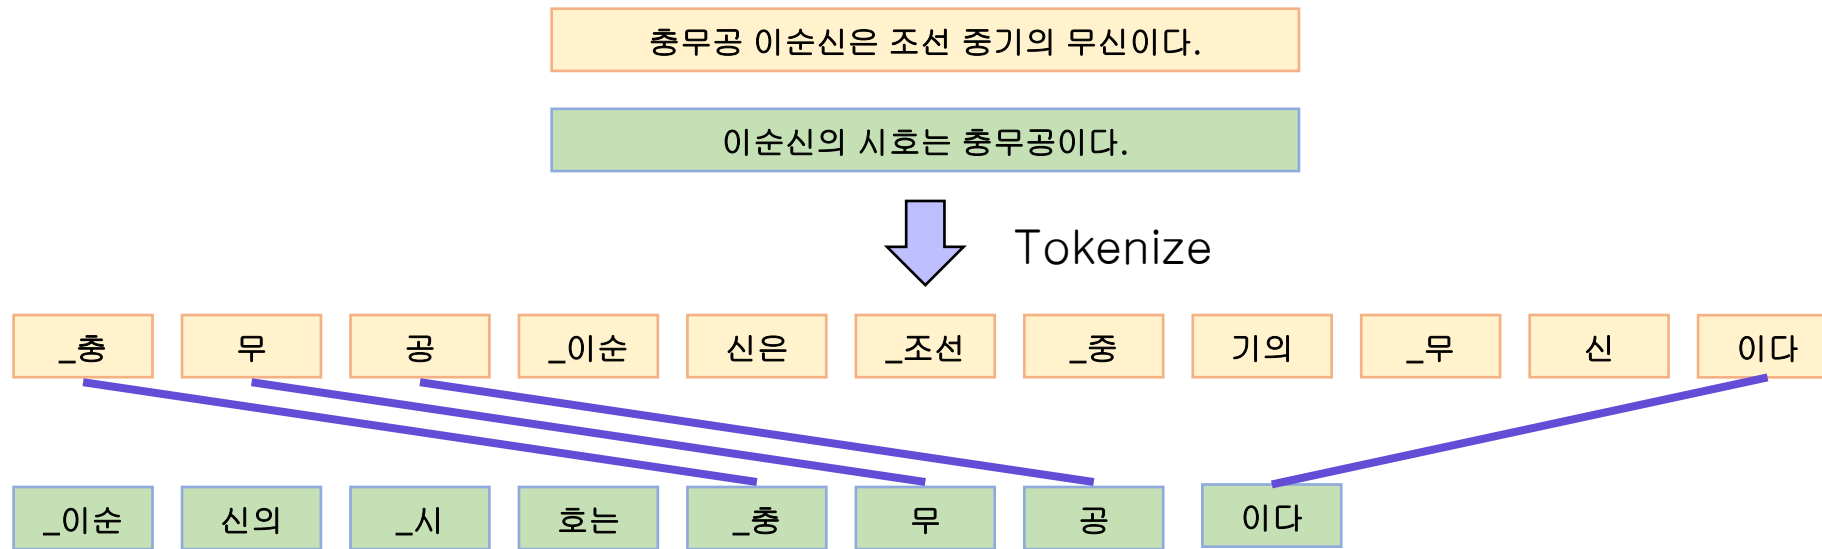 충무공 이순신은 조선 중기의 무신이다.
이순신의 시호는 충무공이다.
Tokenize
_충 무 공 _이순 신은 _조선 _중 기의 _무 신 이다
_이순 신의 _시 호는 _충 무 공 이다